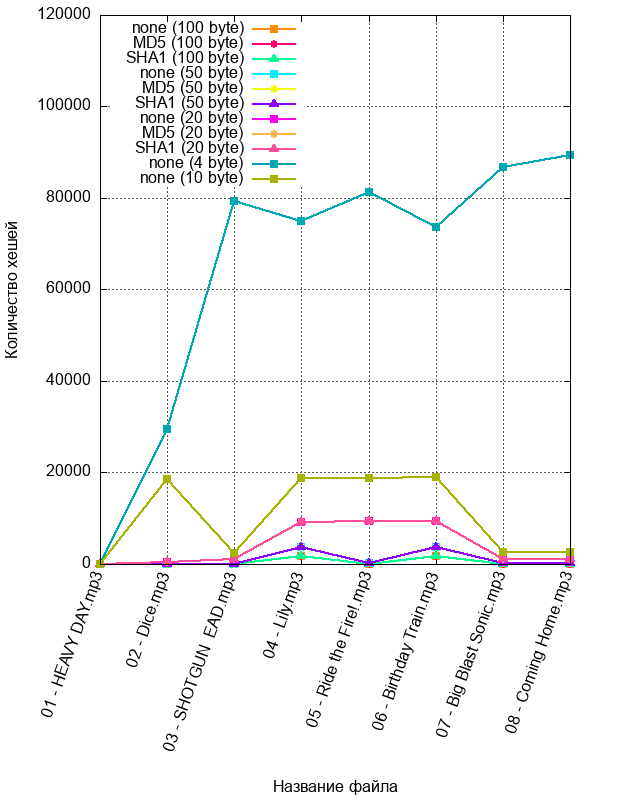 120000
100000
80000
60000
40000
20000
0
none (100 byte)
MD5 (100 byte)
SHA1 (100 byte)
none (50 byte)
MD5 (50 byte)
SHA1 (50 byte)
none (20 byte)
MD5 (20 byte)
SHA1 (20 byte)
none (4 byte)
none (10 byte)
Количество хешей
01 - HEAVY DAY.mp3
02 - Dice.mp3
03 - SHOTGUN  EAD.mp3
04 - Lily.mp3
05 - Ride the Fire!.mp3
06 - Birthday Train.mp3
07 - Big Blast Sonic.mp3
08 - Coming Home.mp3
Название файла